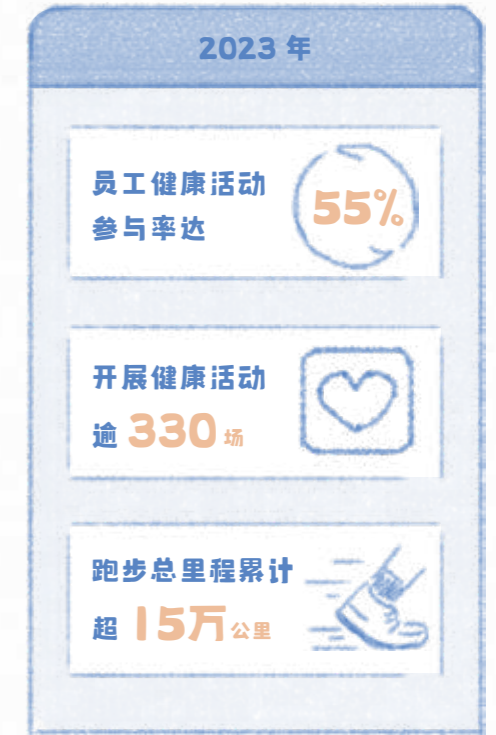 2023 年
员工健康活动
参与率达
55%
开展健康活动
逾 330 场
跑步总里程累计
超 15万公里